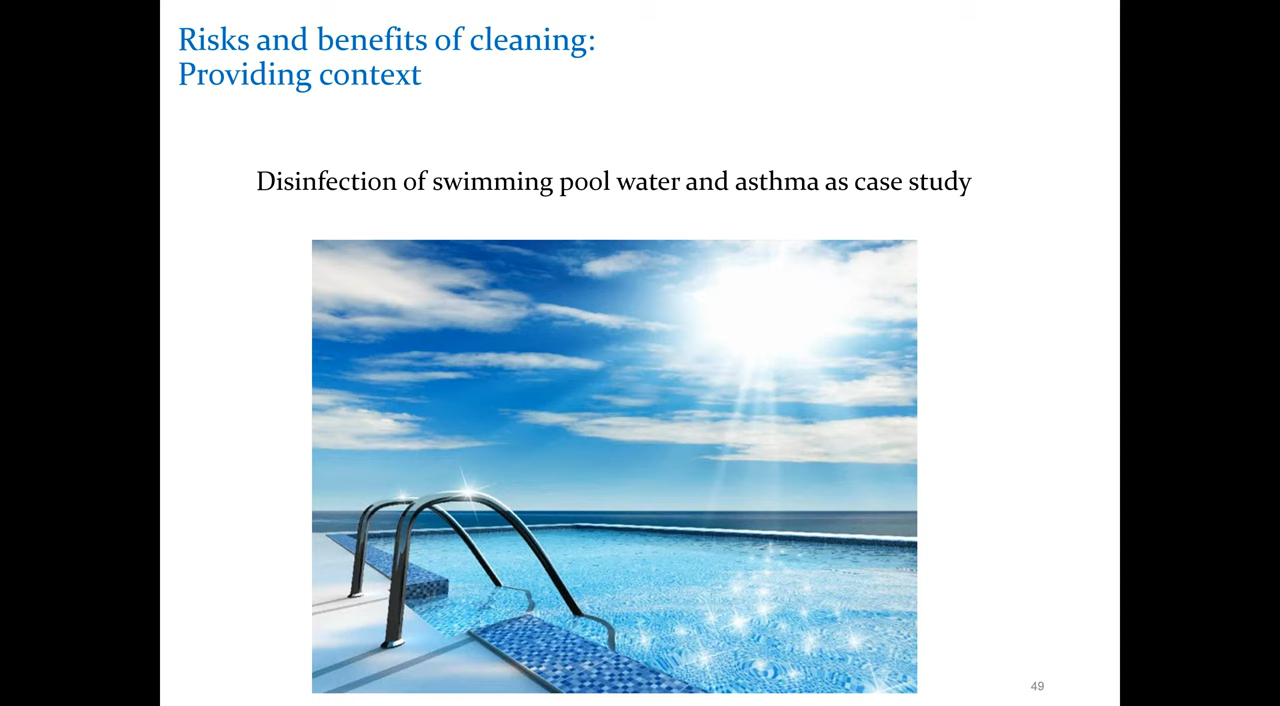 Risks and benefits of cleaning:
Providing context
Disinfection of swimming pool water and asthma as case study
49